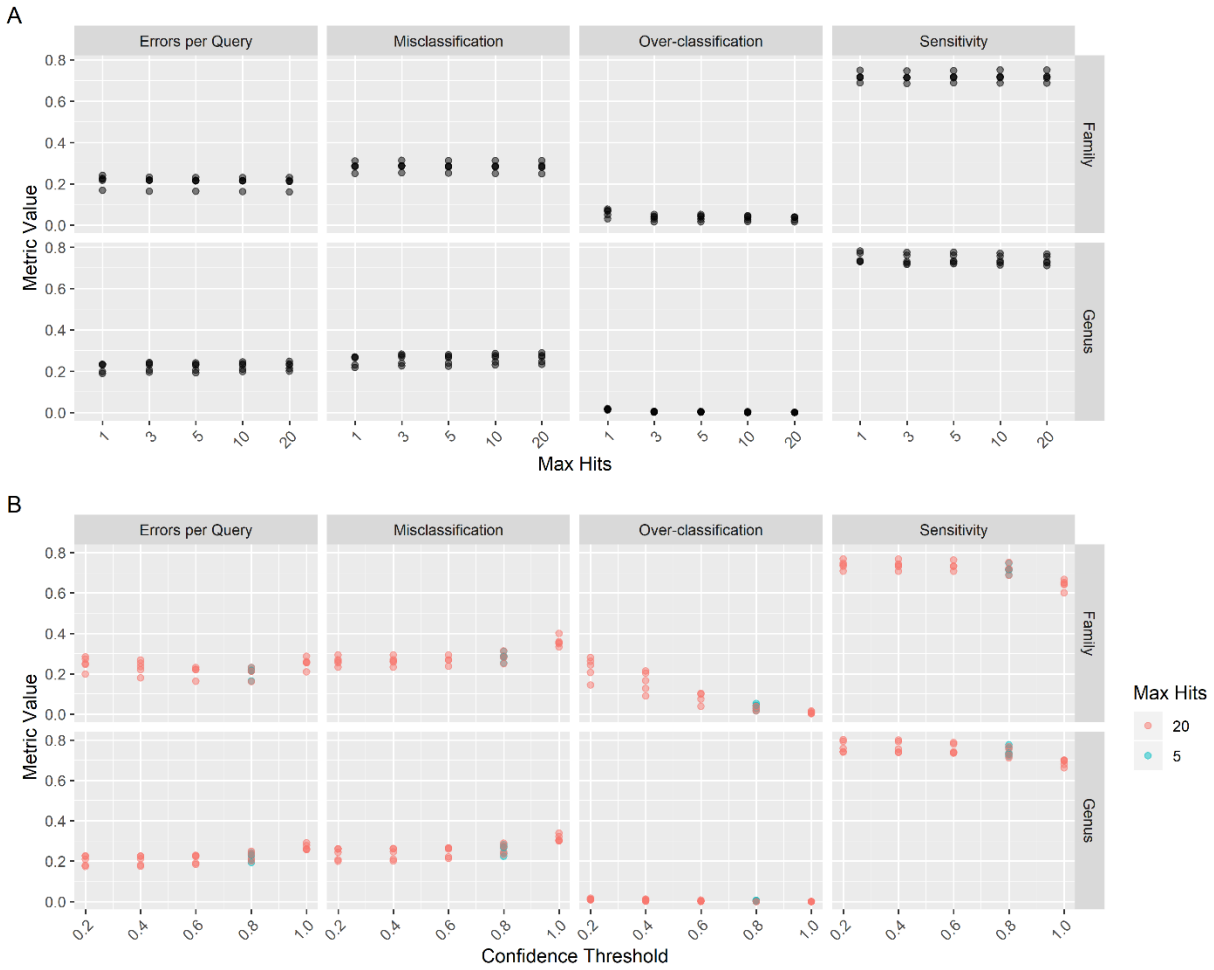 A
Errors per Query Misclassification Over-classification Sensitivity
0.8
0.6
0.4
0.2
0.0
Family
0.8
0.6
0.4
0.2
0.0
Genus
Metric Value
1 3 5 10 20 1 3 5 10 20 1 3 5 10 20 1 3 5 10 20
Max Hits
B
Errors per Query Misclassification Over-classification Sensitivity
0.8
0.6
0.4
0.2
0.0
Family
0.8
0.6
0.4
0.2
0.0
Genus
Metric Value
0.2 0.4 0.6 0.8 1.0 0.2 0.4 0.6 0.8 1.0 0.2 0.4 0.6 0.8 1.0 0.2 0.4 0.6 0.8 1.0
Confidence Threshold
Max Hits
20
5